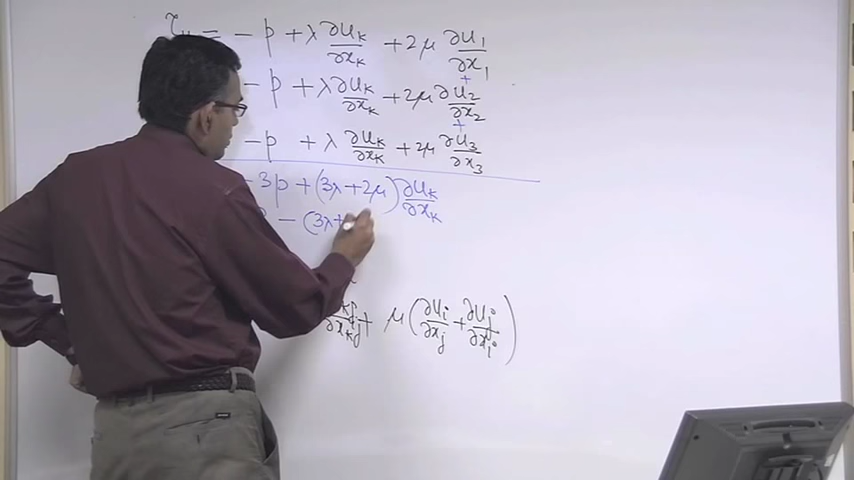 τ₁₁ = - p + λ ∂u_k/∂x_k + 2μ ∂u₁/∂x₁
+
- p + λ ∂u_k/∂x_k + 2μ ∂u₂/∂x₂
+
- p + λ ∂u_k/∂x_k + 2μ ∂u₃/∂x₃
- 3p + (3λ + 2μ) ∂u_k/∂x_k
- (3λ +
+ μ (∂u_i/∂x_j + ∂u_j/∂x_i)